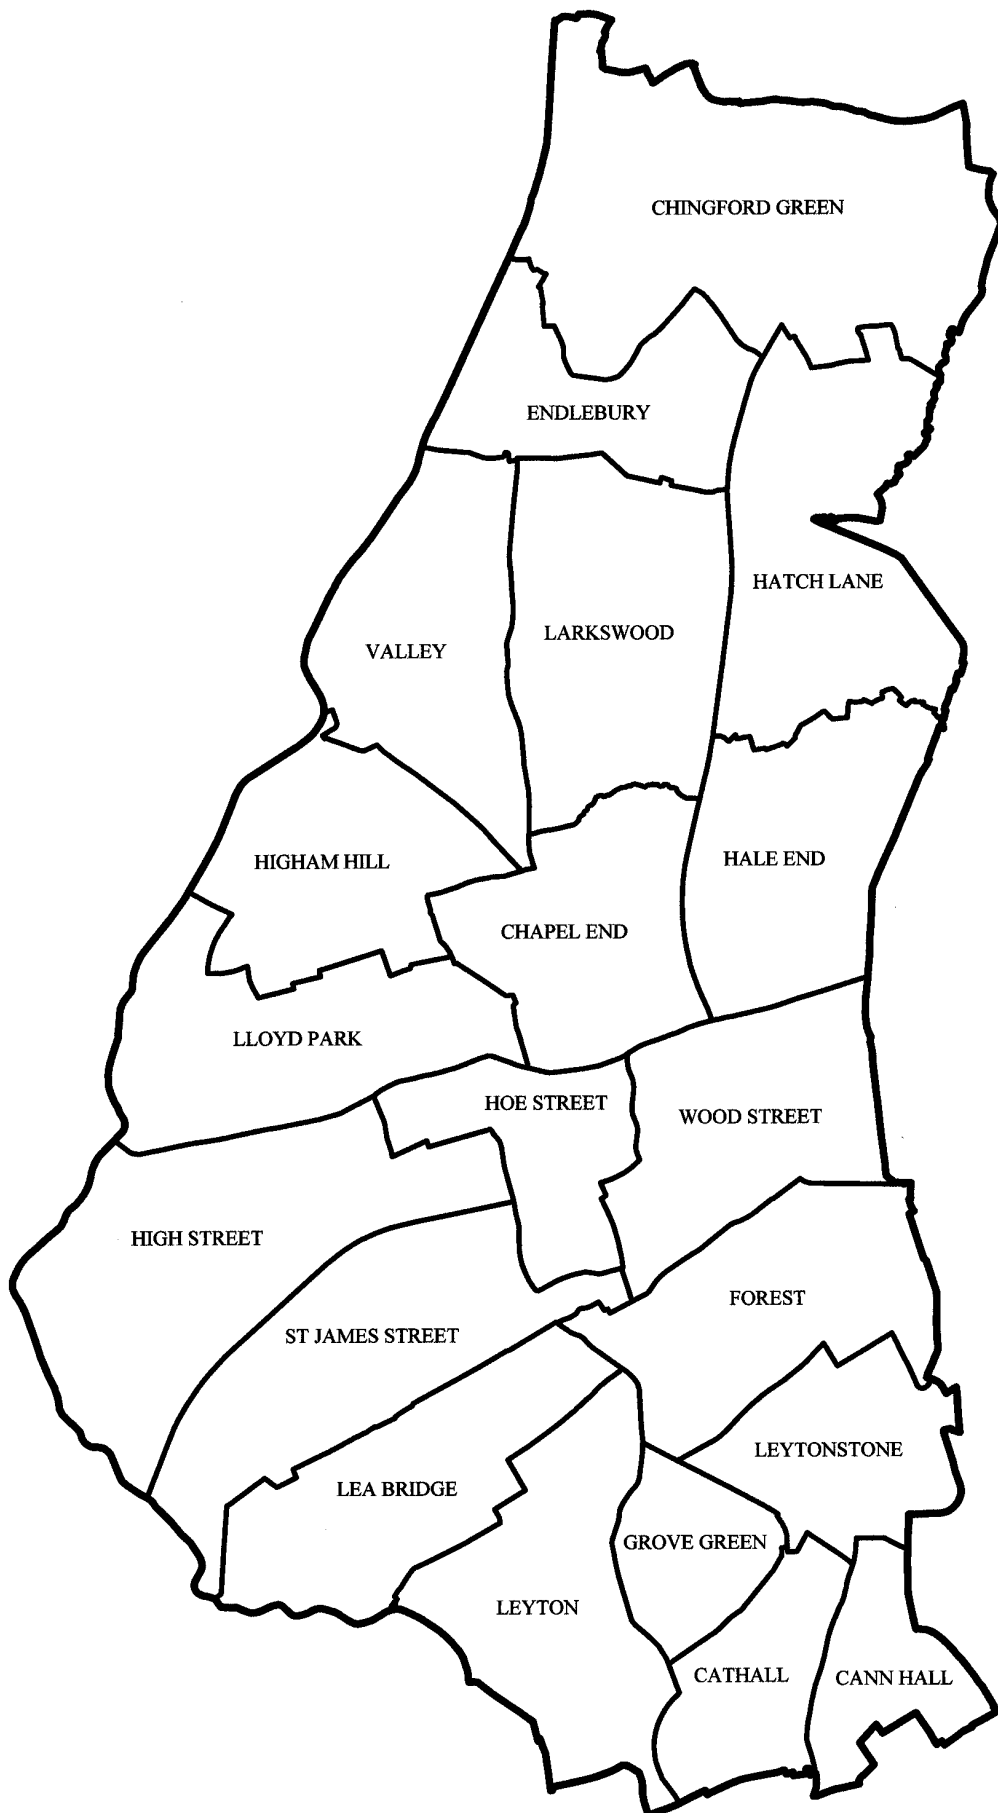 CHINGFORD GREEN
ENDLEBURY
HATCH LANE
LARKSWOOD
VALLEY
HALE END
HIGHAM HILL
CHAPEL END
LLOYD PARK
HOE STREET
WOOD STREET
HIGH STREET
FOREST
ST JAMES STREET
LEYTONSTONE
LEA BRIDGE
GROVE GREEN
LEYTON
CATHALL
CANN HALL